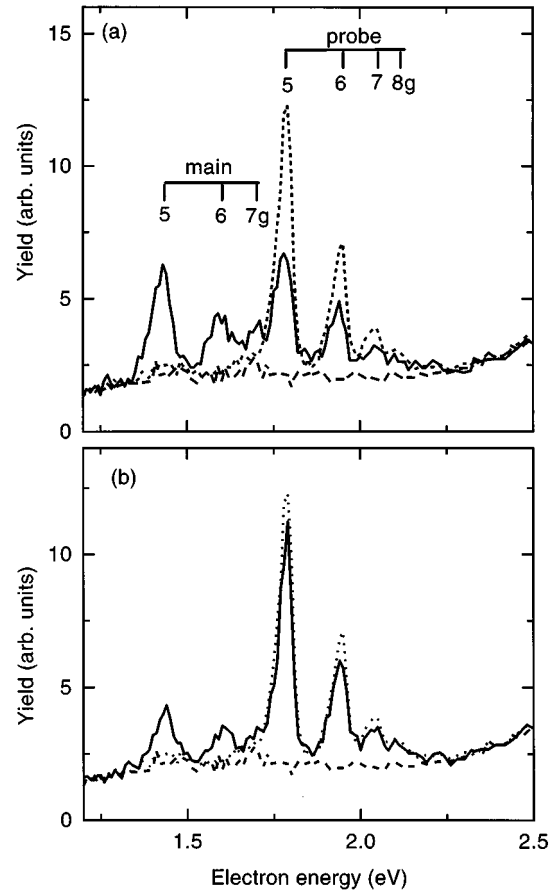 (a)
probe
5 6 7 8g
main
5 6 7g
15
10
5
0
Yield (arb. units)
(b)
10
5
0
Yield (arb. units)
1.5 2.0 2.5
Electron energy (eV)